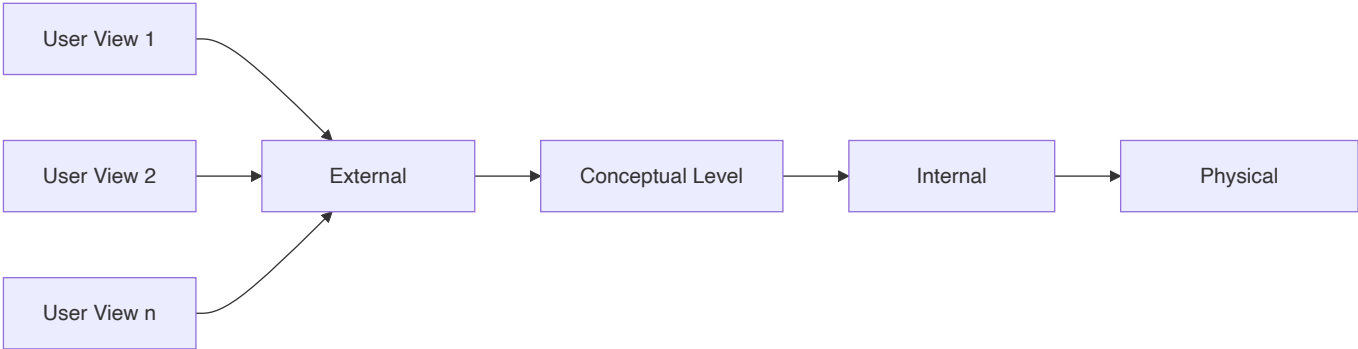 User View 1
User View 2
External
Conceptual Level
Internal
Physical
User View n